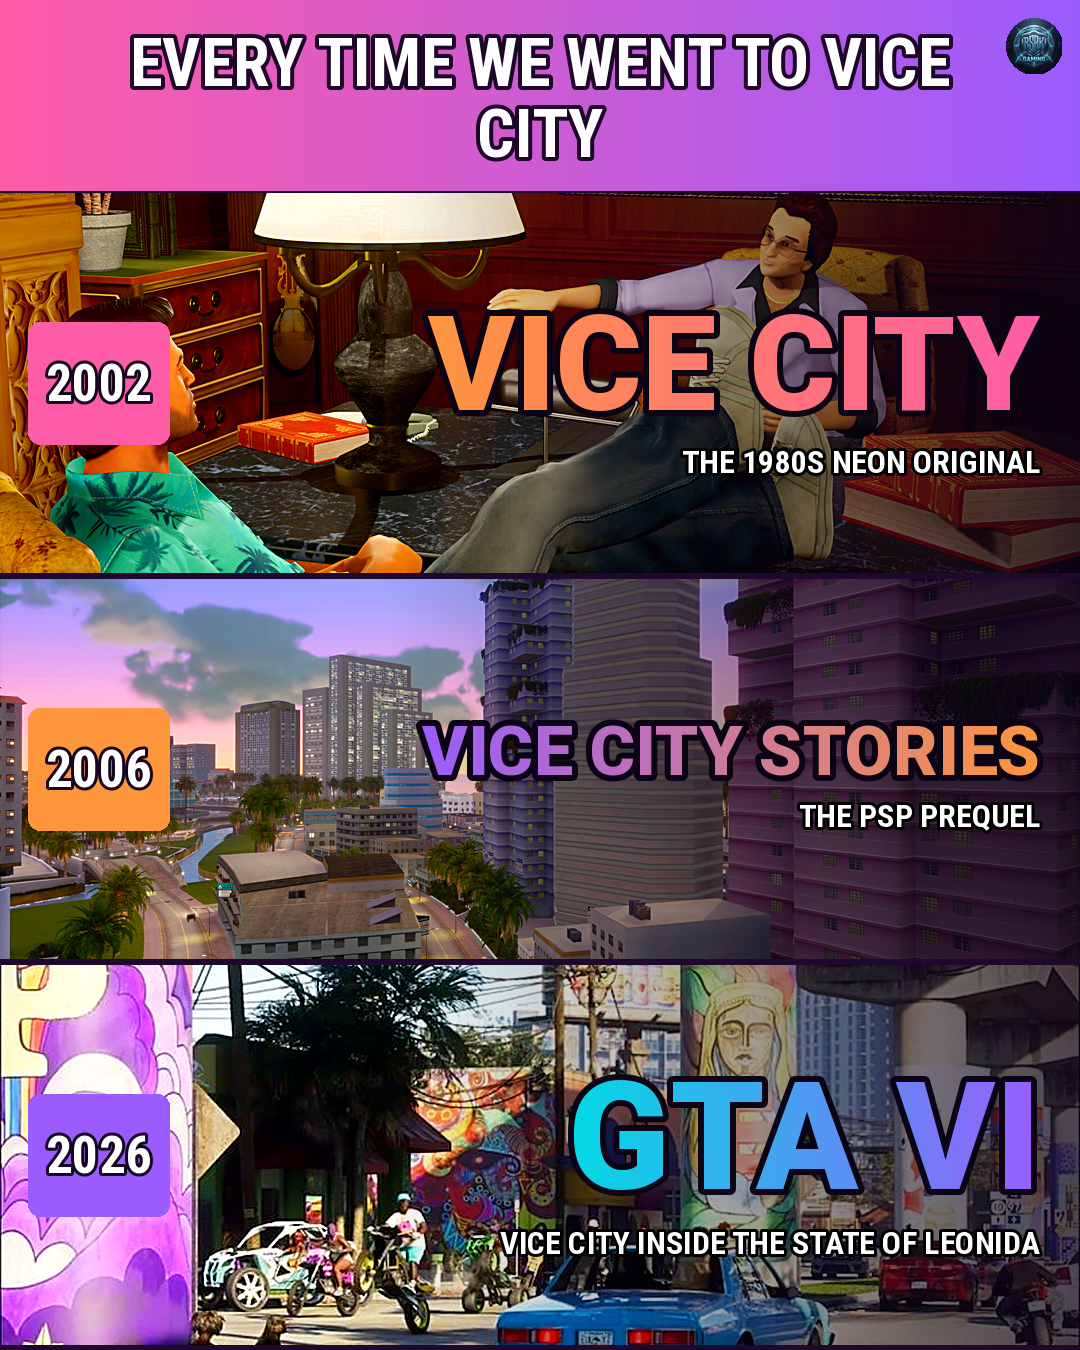 EVERY TIME WE WENT TO VICE
CITY
GAMING
2002
VICE CITY
THE 1980S NEON ORIGINAL
2006
VICE CITY STORIES
THE PSP PREQUEL
2026
GTA VI
VICE CITY INSIDE THE STATE OF LEONIDA